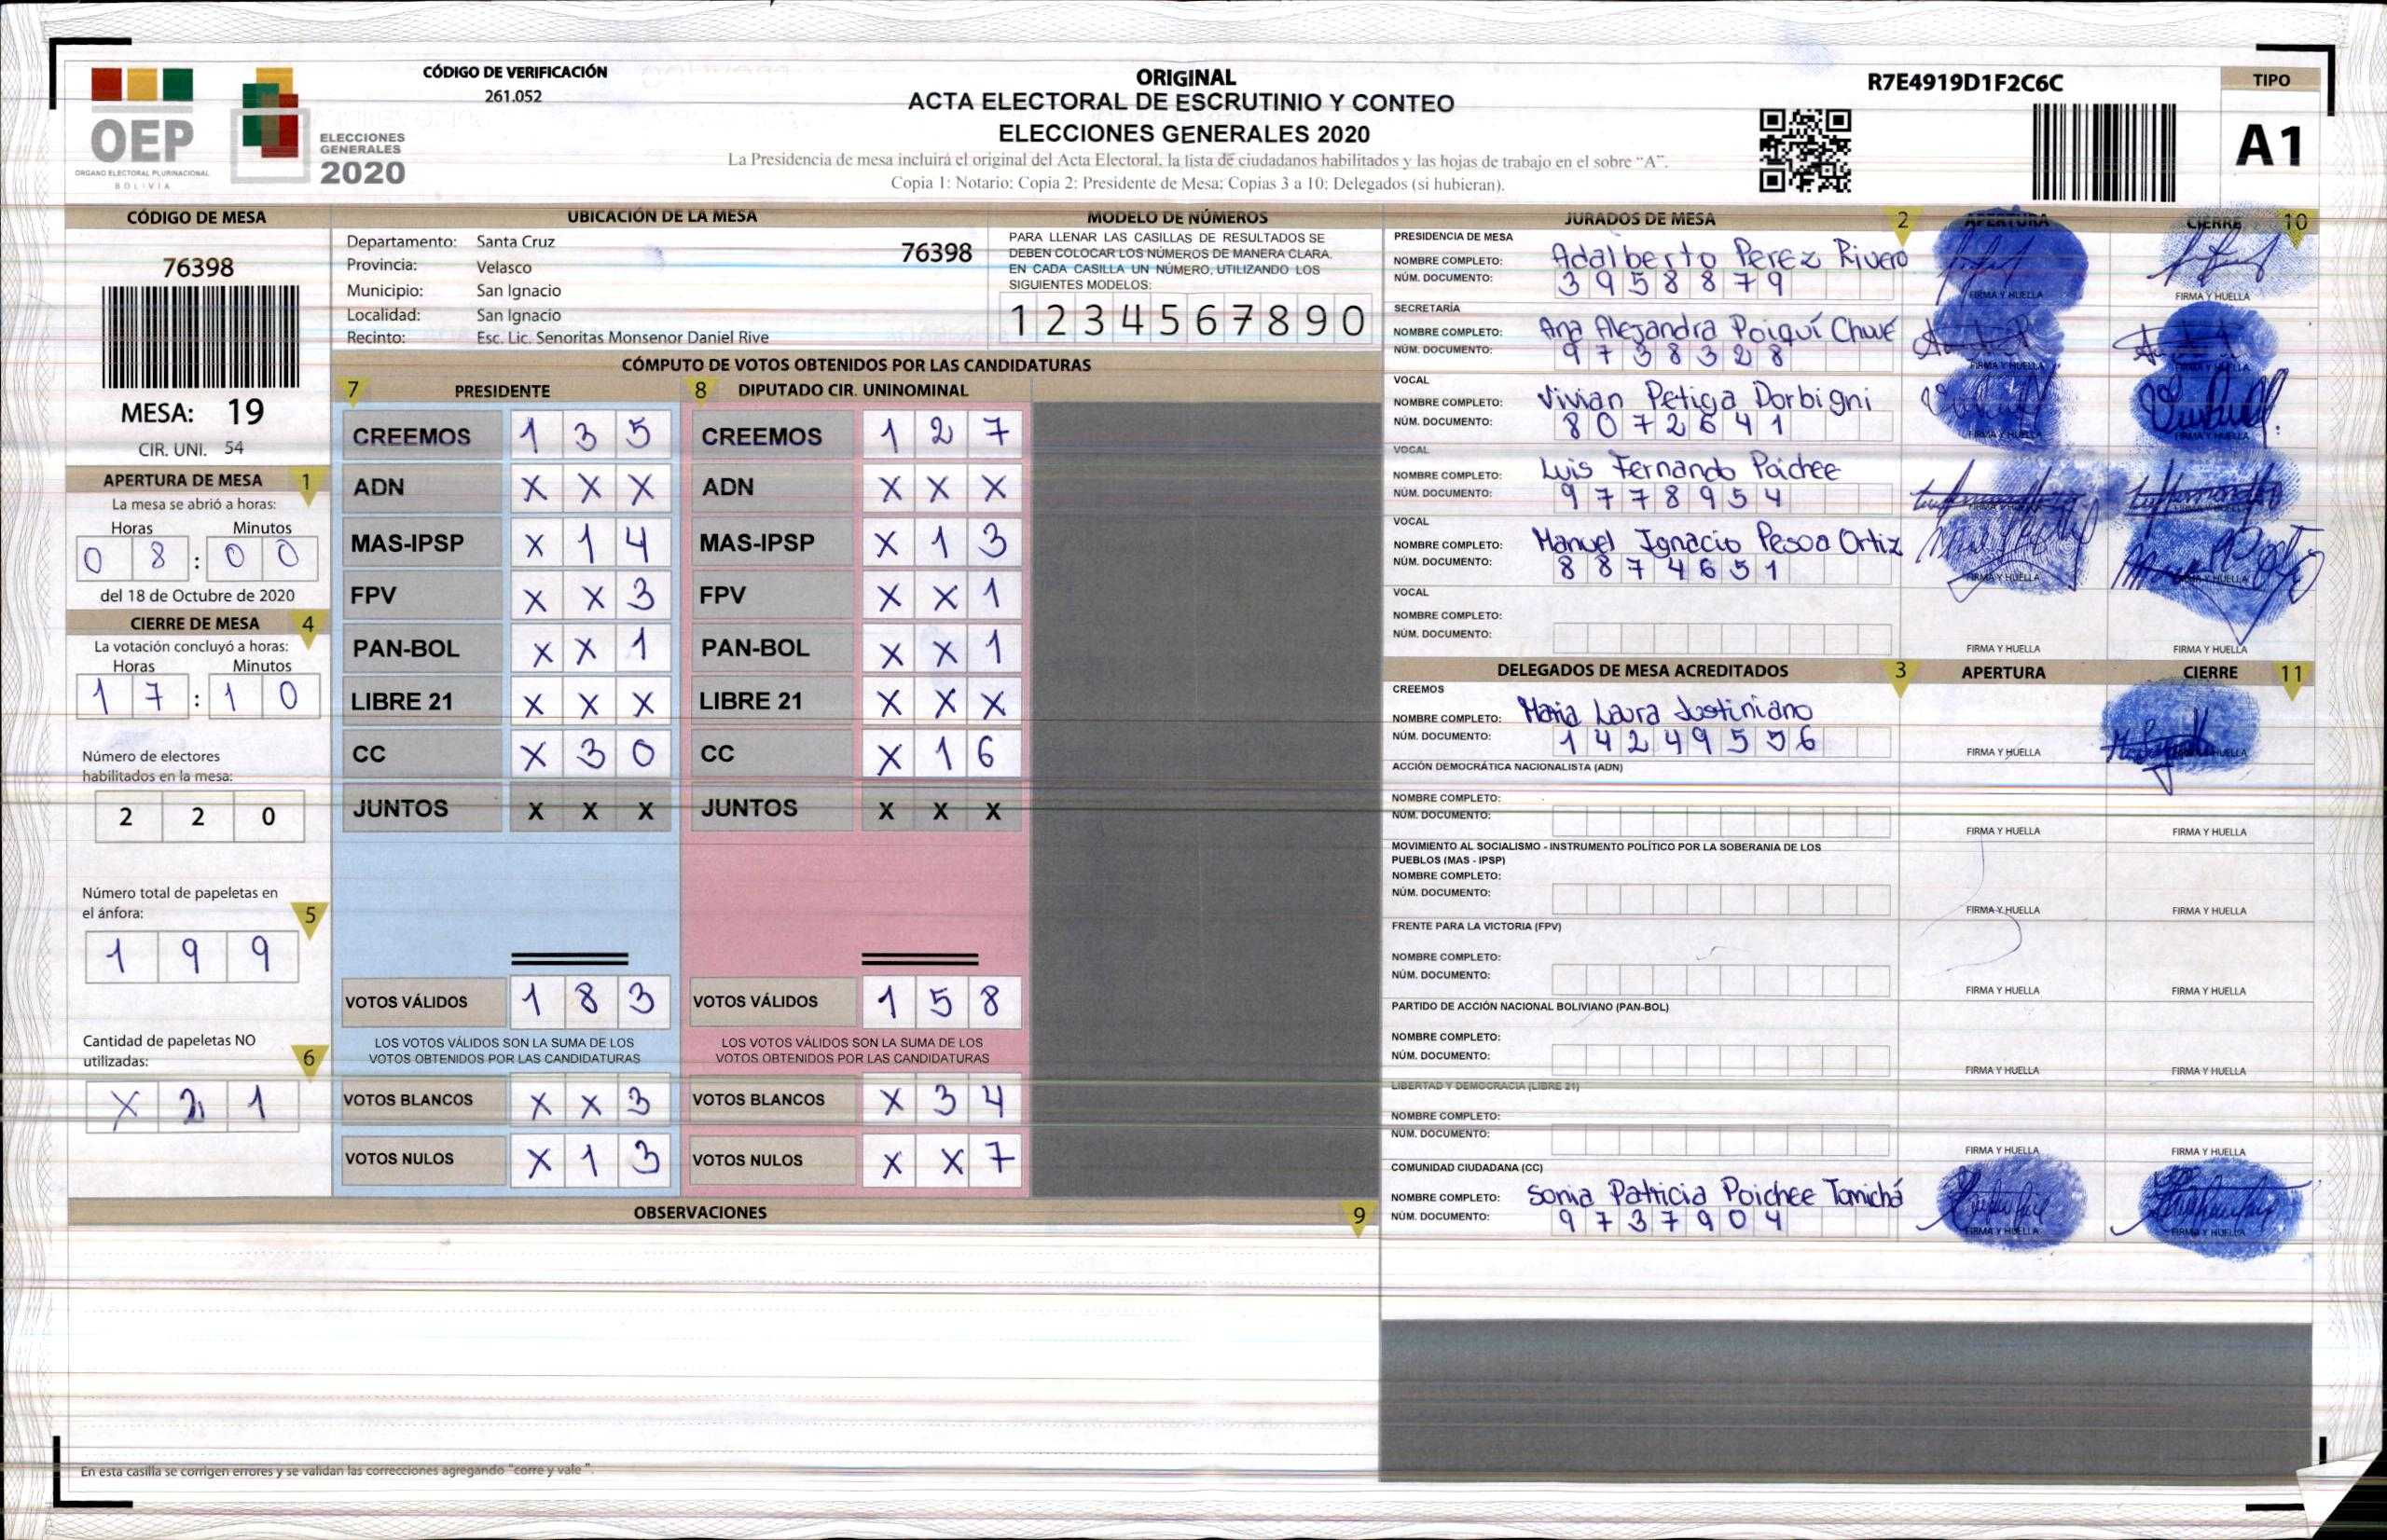 CÓDIGO DE VERIFICACIÓN
261.052
OEP
ÓRGANO ELECTORAL PLURINACIONAL
BOLIVIA
ELECCIONES
GENERALES
2020
ORIGINAL
ACTA ELECTORAL DE ESCRUTINIO Y CONTEO
ELECCIONES GENERALES 2020
La Presidencia de mesa incluirá el original del Acta Electoral, la lista de ciudadanos habilitados y las hojas de trabajo en el sobre "A".
Copia 1: Notario; Copia 2: Presidente de Mesa; Copias 3 a 10: Delegados (si hubieran).
R7E4919D1F2C6C
TIPO
A1
CÓDIGO DE MESA
76398
MESA: 19
CIR. UNI. 54
APERTURA DE MESA 1
La mesa se abrió a horas:
Horas Minutos
0 8 : 0 0
del 18 de Octubre de 2020
CIERRE DE MESA 4
La votación concluyó a horas:
Horas Minutos
1 7 : 1 0
Número de electores
habilitados en la mesa:
2 2 0
Número total de papeletas en
el ánfora: 5
1 9 9
Cantidad de papeletas NO
utilizadas: 6
X 2 1
UBICACIÓN DE LA MESA
Departamento: Santa Cruz
76398
Provincia: Velasco
Municipio: San Ignacio
Localidad: San Ignacio
Recinto: Esc. Lic. Senoritas Monsenor Daniel Rive
MODELO DE NÚMEROS
PARA LLENAR LAS CASILLAS DE RESULTADOS SE
DEBEN COLOCAR LOS NÚMEROS DE MANERA CLARA.
EN CADA CASILLA UN NÚMERO, UTILIZANDO LOS
SIGUIENTES MODELOS:
1 2 3 4 5 6 7 8 9 0
CÓMPUTO DE VOTOS OBTENIDOS POR LAS CANDIDATURAS
7 PRESIDENTE 8 DIPUTADO CIR. UNINOMINAL
CREEMOS 1 3 5 CREEMOS 1 2 7
ADN X X X ADN X X X
MAS-IPSP X 1 4 MAS-IPSP X 1 3
FPV X X 3 FPV X X 1
PAN-BOL X X 1 PAN-BOL X X 1
LIBRE 21 X X X LIBRE 21 X X X
CC X 3 0 CC X 1 6
JUNTOS X X X JUNTOS X X X
VOTOS VÁLIDOS 1 8 3 VOTOS VÁLIDOS 1 5 8
LOS VOTOS VÁLIDOS SON LA SUMA DE LOS LOS VOTOS VÁLIDOS SON LA SUMA DE LOS
VOTOS OBTENIDOS POR LAS CANDIDATURAS VOTOS OBTENIDOS POR LAS CANDIDATURAS
VOTOS BLANCOS X X 3 VOTOS BLANCOS X 3 4
VOTOS NULOS X 1 3 VOTOS NULOS X X 7
OBSERVACIONES 9
En esta casilla se corrigen errores y se validan las correcciones agregando "corre y vale".
JURADOS DE MESA 2 APERTURA CIERRE 10
PRESIDENCIA DE MESA
NOMBRE COMPLETO: Adalberto Perez Rivero
NÚM. DOCUMENTO: 3 9 5 8 8 7 9
FIRMA Y HUELLA FIRMA Y HUELLA
SECRETARÍA
NOMBRE COMPLETO: Ana Alejandra Poiquí Chuvé
NÚM. DOCUMENTO: 9 7 3 8 3 2 8
FIRMA Y HUELLA FIRMA Y HUELLA
VOCAL
NOMBRE COMPLETO: Vivian Petiga Dorbigni
NÚM. DOCUMENTO: 8 0 7 2 6 4 1
FIRMA Y HUELLA FIRMA Y HUELLA
VOCAL
NOMBRE COMPLETO: Luis Fernando Poichee
NÚM. DOCUMENTO: 9 7 7 8 9 5 4
VOCAL
NOMBRE COMPLETO: Manuel Ignacio Pesoa Ortiz
NÚM. DOCUMENTO: 8 8 7 4 6 5 1
FIRMA Y HUELLA FIRMA Y HUELLA
VOCAL
NOMBRE COMPLETO:
NÚM. DOCUMENTO:
FIRMA Y HUELLA FIRMA Y HUELLA
DELEGADOS DE MESA ACREDITADOS 3 APERTURA CIERRE 11
CREEMOS
NOMBRE COMPLETO: Maria Laura Justiniano
NÚM. DOCUMENTO: 1 4 2 4 9 5 5 6
FIRMA Y HUELLA FIRMA Y HUELLA
ACCIÓN DEMOCRÁTICA NACIONALISTA (ADN)
NOMBRE COMPLETO:
NÚM. DOCUMENTO:
FIRMA Y HUELLA FIRMA Y HUELLA
MOVIMIENTO AL SOCIALISMO - INSTRUMENTO POLÍTICO POR LA SOBERANIA DE LOS
PUEBLOS (MAS - IPSP)
NOMBRE COMPLETO:
NÚM. DOCUMENTO:
FIRMA Y HUELLA FIRMA Y HUELLA
FRENTE PARA LA VICTORIA (FPV)
NOMBRE COMPLETO:
NÚM. DOCUMENTO:
FIRMA Y HUELLA FIRMA Y HUELLA
PARTIDO DE ACCIÓN NACIONAL BOLIVIANO (PAN-BOL)
NOMBRE COMPLETO:
NÚM. DOCUMENTO:
FIRMA Y HUELLA FIRMA Y HUELLA
LIBERTAD Y DEMOCRACIA (LIBRE 21)
NOMBRE COMPLETO:
NÚM. DOCUMENTO:
FIRMA Y HUELLA FIRMA Y HUELLA
COMUNIDAD CIUDADANA (CC)
NOMBRE COMPLETO: Sonia Patricia Poichee Tomichá
NÚM. DOCUMENTO: 9 7 3 7 9 0 4
FIRMA Y HUELLA FIRMA Y HUELLA